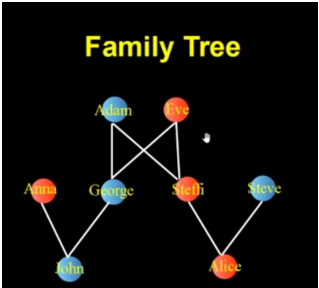 Family Tree
Adam Eve
Anna George Steffi Steve
John Alice